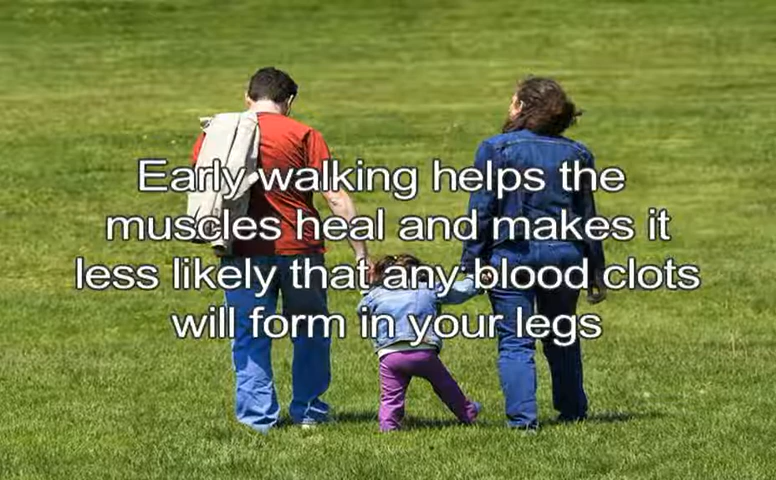 Early walking helps the
muscles heal and makes it
less likely that any blood clots
will form in your legs